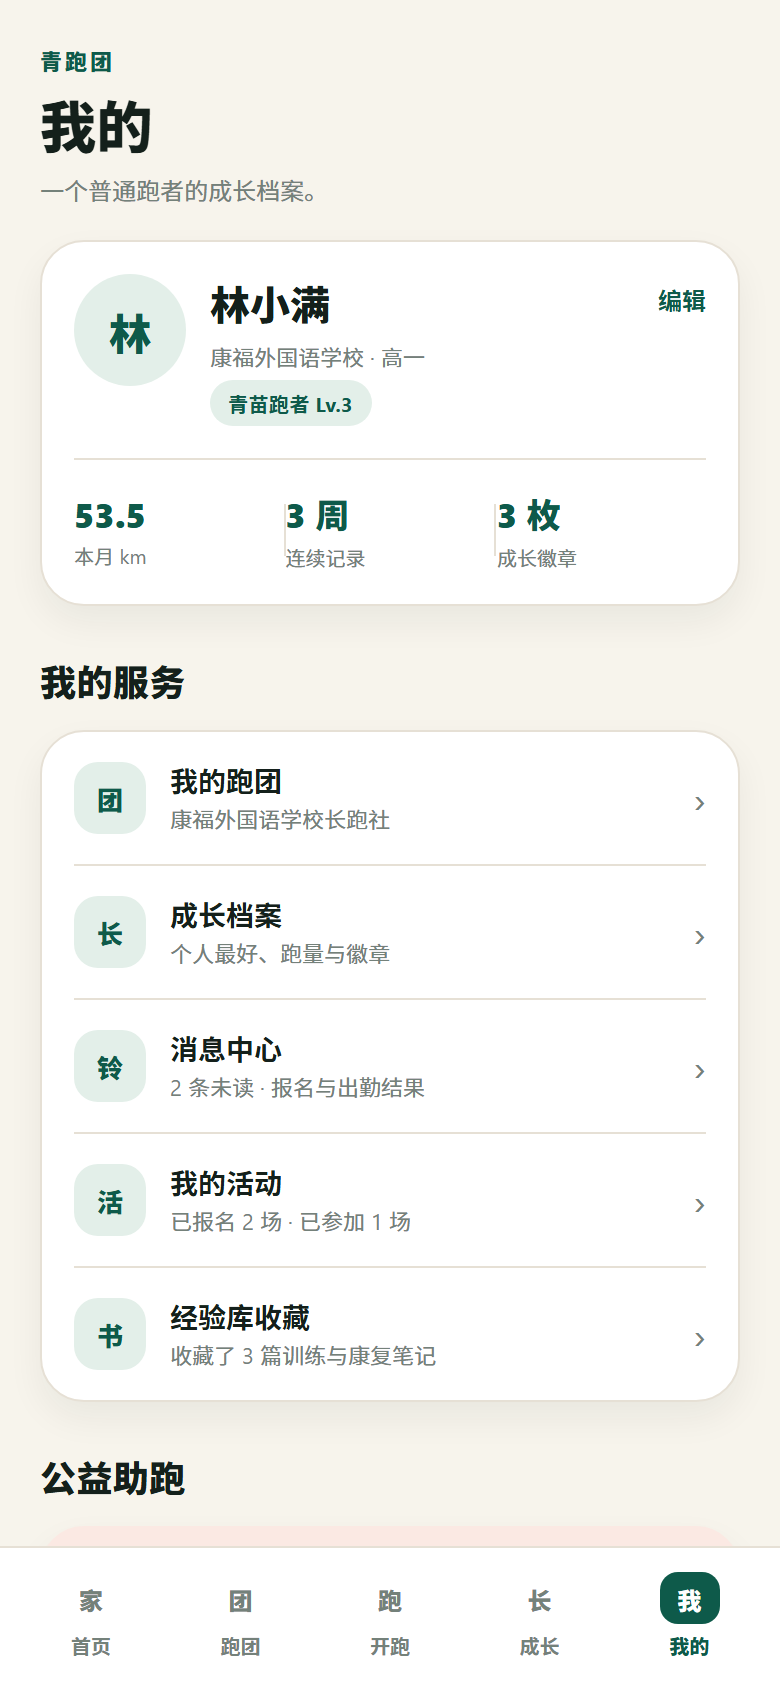 青跑团
我的
一个普通跑者的成长档案。
林
林小满
编辑
康福外国语学校 · 高一
青苗跑者 Lv.3
53.5
3 周
3 枚
本月 km
连续记录
成长徽章
我的服务
团
我的跑团
康福外国语学校长跑社
›
长
成长档案
个人最好、跑量与徽章
›
铃
消息中心
2 条未读 · 报名与出勤结果
›
活
我的活动
已报名 2 场 · 已参加 1 场
›
书
经验库收藏
收藏了 3 篇训练与康复笔记
›
公益助跑
家
团
跑
长
我
首页
跑团
开跑
成长
我的